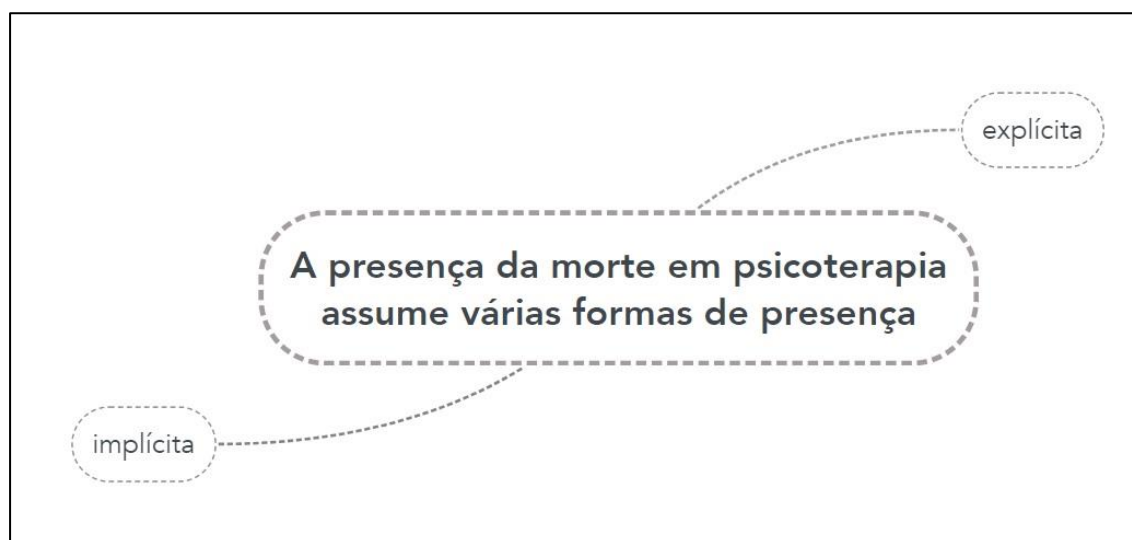 explícita
A presença da morte em psicoterapia
assume várias formas de presença
implícita